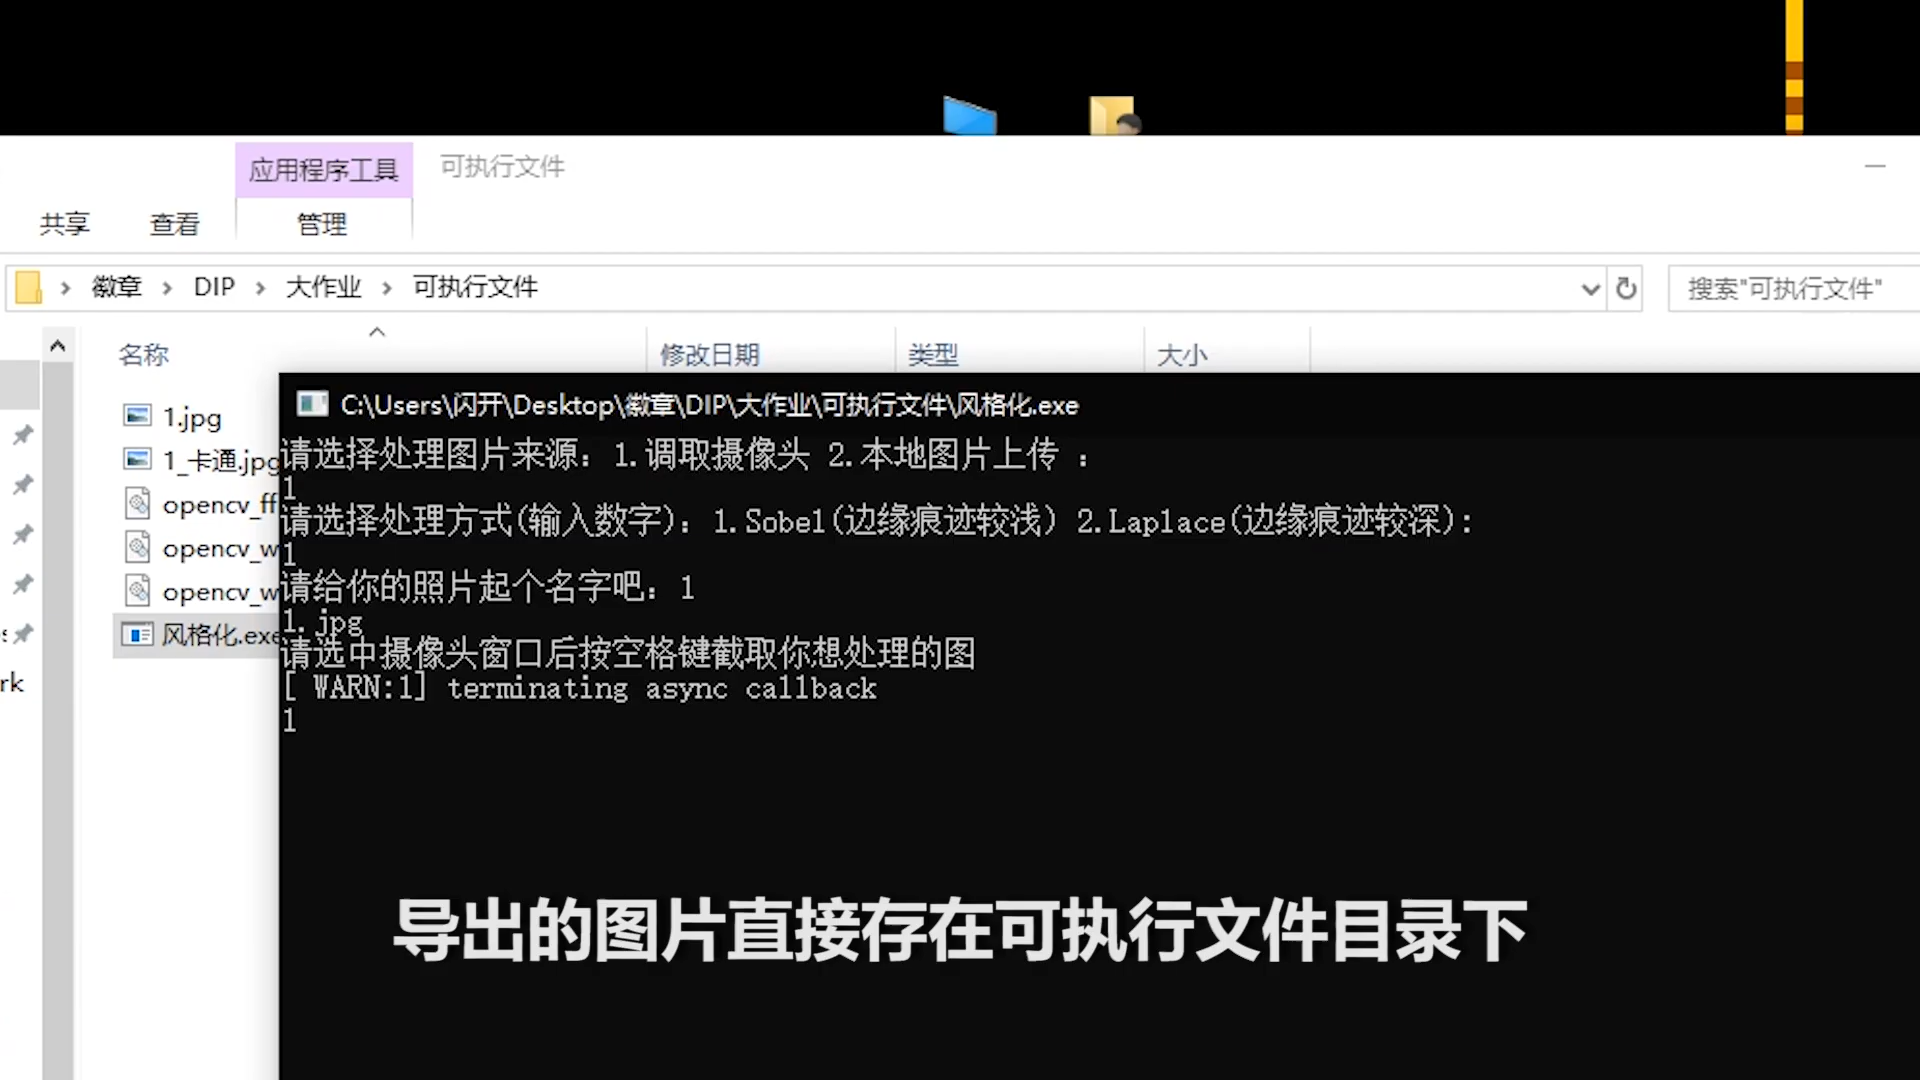 应用程序工具 可执行文件
共享 查看 管理
徽章 DIP 大作业 可执行文件 搜索"可执行文件"
名称 修改日期 类型 大小
1.jpg
1_卡通.jpg
opencv_ff
opencv_w
opencv_w
风格化.exe
rk
C:\Users\闪开\Desktop\徽章\DIP\大作业\可执行文件\风格化.exe
请选择处理图片来源：1.调取摄像头 2.本地图片上传 ：
1
请选择处理方式(输入数字)：1.Sobel(边缘痕迹较浅) 2.Laplace(边缘痕迹较深):
1
请给你的照片起个名字吧：1
1.jpg
请选中摄像头窗口后按空格键截取你想处理的图
[ WARN:1] terminating async callback
1
导出的图片直接存在可执行文件目录下